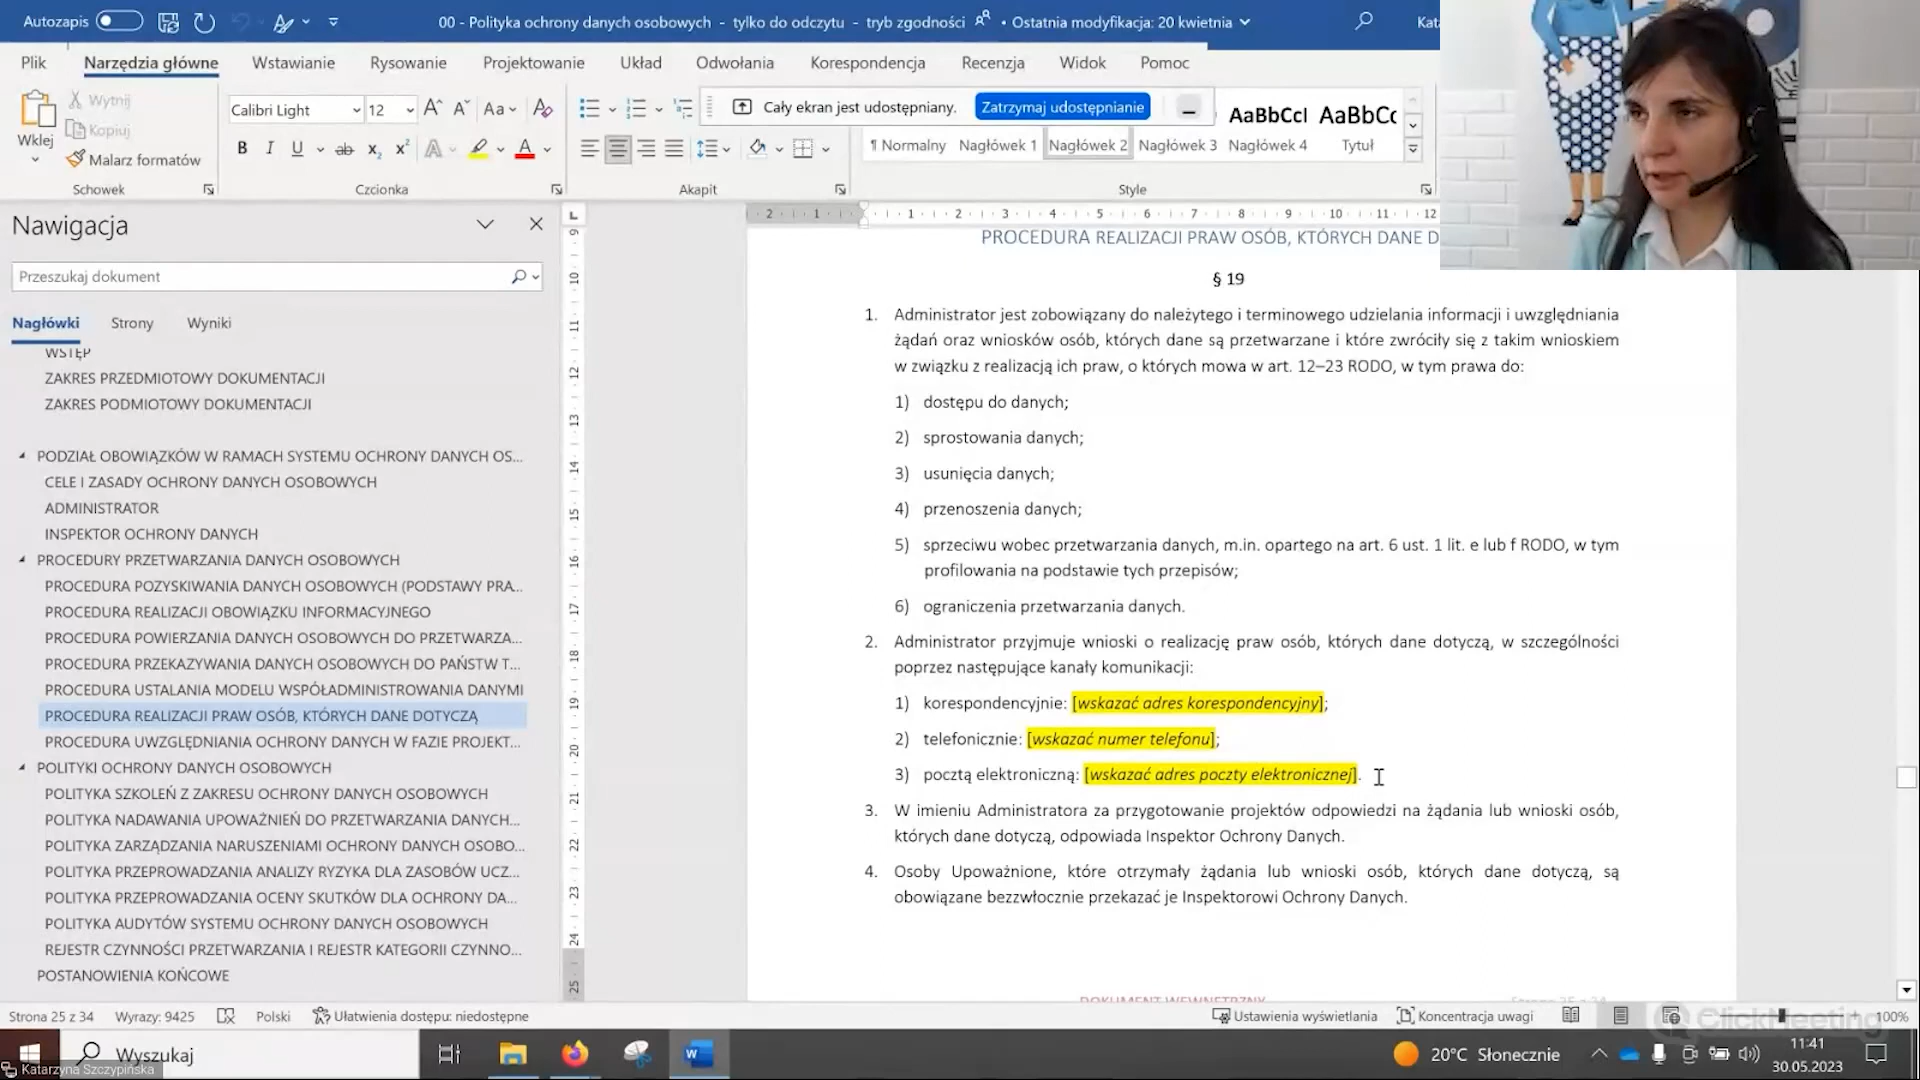 Autozapis
00 - Polityka ochrony danych osobowych - tylko do odczytu - tryb zgodności • Ostatnia modyfikacja: 20 kwietnia
Plik Narzędzia główne Wstawianie Rysowanie Projektowanie Układ Odwołania Korespondencja Recenzja Widok Pomoc
Wklej
Wytnij
Kopiuj
Malarz formatów
Schowek
Calibri Light 12
Czcionka
Cały ekran jest udostępniany. Zatrzymaj udostępnianie
Akapit
AaBbCcI AaBbCc
¶ Normalny Nagłówek 1 Nagłówek 2 Nagłówek 3 Nagłówek 4 Tytuł
Style
Nawigacja
Przeszukaj dokument
Nagłówki Strony Wyniki
WSTĘP
ZAKRES PRZEDMIOTOWY DOKUMENTACJI
ZAKRES PODMIOTOWY DOKUMENTACJI
PODZIAŁ OBOWIĄZKÓW W RAMACH SYSTEMU OCHRONY DANYCH OS...
CELE I ZASADY OCHRONY DANYCH OSOBOWYCH
ADMINISTRATOR
INSPEKTOR OCHRONY DANYCH
PROCEDURY PRZETWARZANIA DANYCH OSOBOWYCH
PROCEDURA POZYSKIWANIA DANYCH OSOBOWYCH (PODSTAWY PRA...
PROCEDURA REALIZACJI OBOWIĄZKU INFORMACYJNEGO
PROCEDURA POWIERZANIA DANYCH OSOBOWYCH DO PRZETWARZA...
PROCEDURA PRZEKAZYWANIA DANYCH OSOBOWYCH DO PAŃSTW T...
PROCEDURA USTALANIA MODELU WSPÓŁADMINISTROWANIA DANYMI
PROCEDURA REALIZACJI PRAW OSÓB, KTÓRYCH DANE DOTYCZĄ
PROCEDURA UWZGLĘDNIANIA OCHRONY DANYCH W FAZIE PROJEKT...
POLITYKI OCHRONY DANYCH OSOBOWYCH
POLITYKA SZKOLEŃ Z ZAKRESU OCHRONY DANYCH OSOBOWYCH
POLITYKA NADAWANIA UPOWAŻNIEŃ DO PRZETWARZANIA DANYCH...
POLITYKA ZARZĄDZANIA NARUSZENIAMI OCHRONY DANYCH OSOBO...
POLITYKA PRZEPROWADZANIA ANALIZY RYZYKA DLA ZASOBÓW UCZ...
POLITYKA PRZEPROWADZANIA OCENY SKUTKÓW DLA OCHRONY DA...
POLITYKA AUDYTÓW SYSTEMU OCHRONY DANYCH OSOBOWYCH
REJESTR CZYNNOŚCI PRZETWARZANIA I REJESTR KATEGORII CZYNNO...
POSTANOWIENIA KOŃCOWE
PROCEDURA REALIZACJI PRAW OSÓB, KTÓRYCH DANE D
§ 19
1. Administrator jest zobowiązany do należytego i terminowego udzielania informacji i uwzględniania
żądań oraz wniosków osób, których dane są przetwarzane i które zwróciły się z takim wnioskiem
w związku z realizacją ich praw, o których mowa w art. 12–23 RODO, w tym prawa do:
1) dostępu do danych;
2) sprostowania danych;
3) usunięcia danych;
4) przenoszenia danych;
5) sprzeciwu wobec przetwarzania danych, m.in. opartego na art. 6 ust. 1 lit. e lub f RODO, w tym
profilowania na podstawie tych przepisów;
6) ograniczenia przetwarzania danych.
2. Administrator przyjmuje wnioski o realizację praw osób, których dane dotyczą, w szczególności
poprzez następujące kanały komunikacji:
1) korespondencyjnie: [wskazać adres korespondencyjny];
2) telefonicznie: [wskazać numer telefonu];
3) pocztą elektroniczną: [wskazać adres poczty elektronicznej].
3. W imieniu Administratora za przygotowanie projektów odpowiedzi na żądania lub wnioski osób,
których dane dotyczą, odpowiada Inspektor Ochrony Danych.
4. Osoby Upoważnione, które otrzymały żądania lub wnioski osób, których dane dotyczą, są
obowiązane bezzwłocznie przekazać je Inspektorowi Ochrony Danych.
DOKUMENT WEWNĘTRZNY Strona 25 z 34
Strona 25 z 34 Wyrazy: 9425 Polski Ułatwienia dostępu: niedostępne Ustawienia wyświetlania Koncentracja uwagi 100%
ClickMeeting
Wyszukaj
Katarzyna Szczypińska
20°C Słonecznie
11:41
30.05.2023